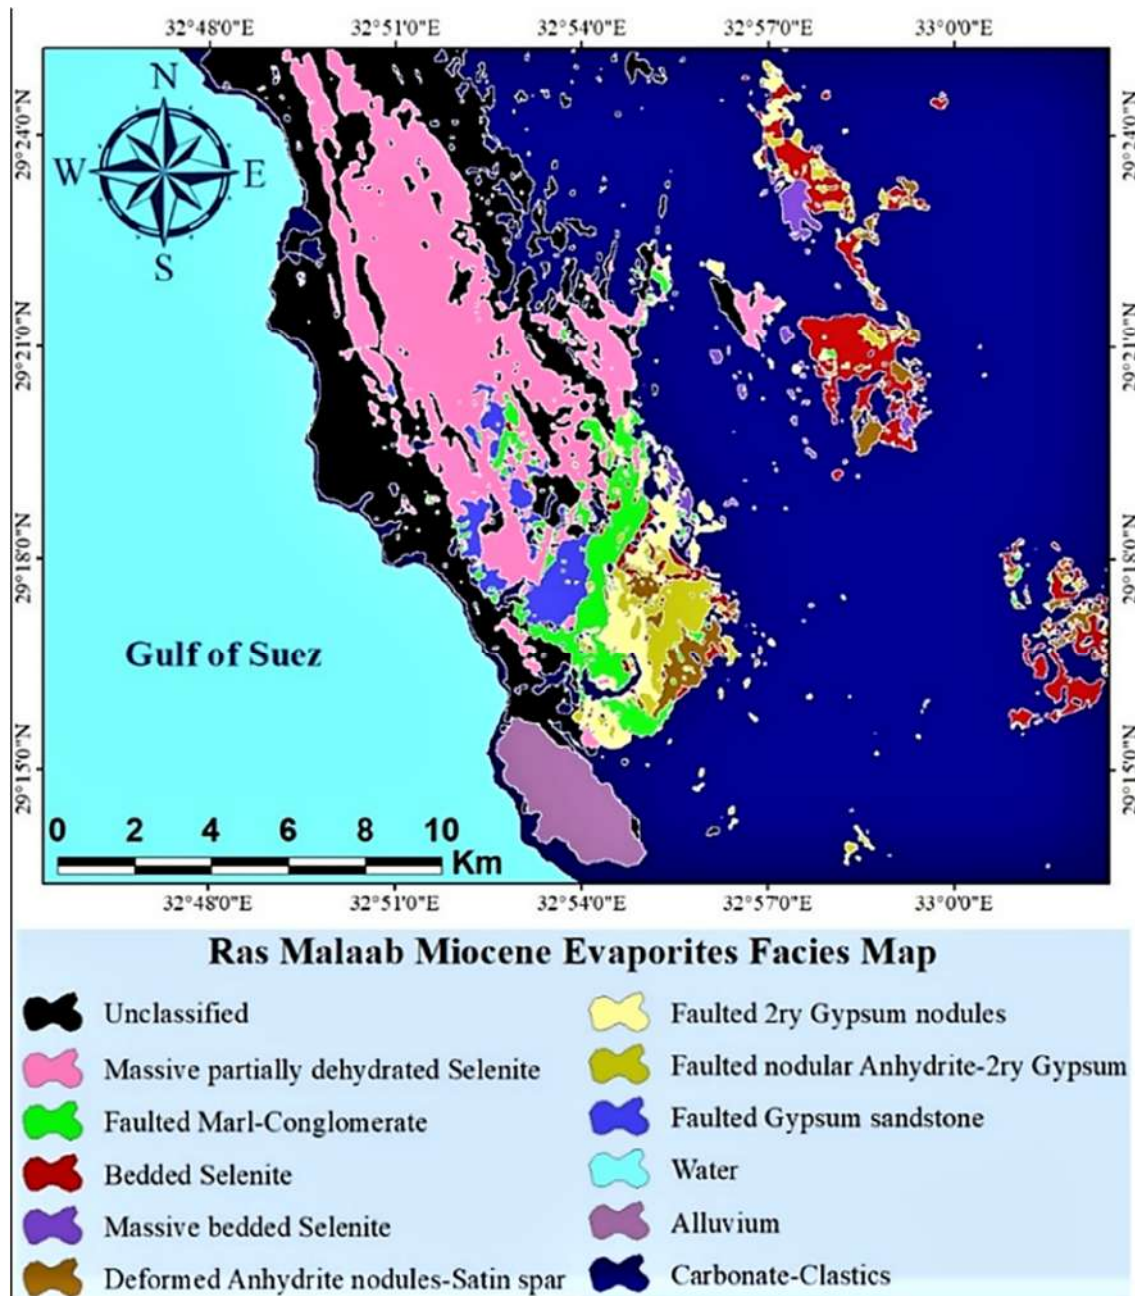 32°48'0"E 32°51'0"E 32°54'0"E 32°57'0"E 33°00'0"E
N
W E
S
29°24'0"N 29°24'0"N
29°21'0"N 29°21'0"N
29°18'0"N 29°18'0"N
Gulf of Suez
29°15'0"N 29°15'0"N
0 2 4 6 8 10
Km
32°48'0"E 32°51'0"E 32°54'0"E 32°57'0"E 33°00'0"E
Ras Malaab Miocene Evaporites Facies Map
Unclassified
Massive partially dehydrated Selenite
Faulted Marl-Conglomerate
Bedded Selenite
Massive bedded Selenite
Deformed Anhydrite nodules-Satin spar
Faulted 2ry Gypsum nodules
Faulted nodular Anhydrite-2ry Gypsum
Faulted Gypsum sandstone
Water
Alluvium
Carbonate-Clastics